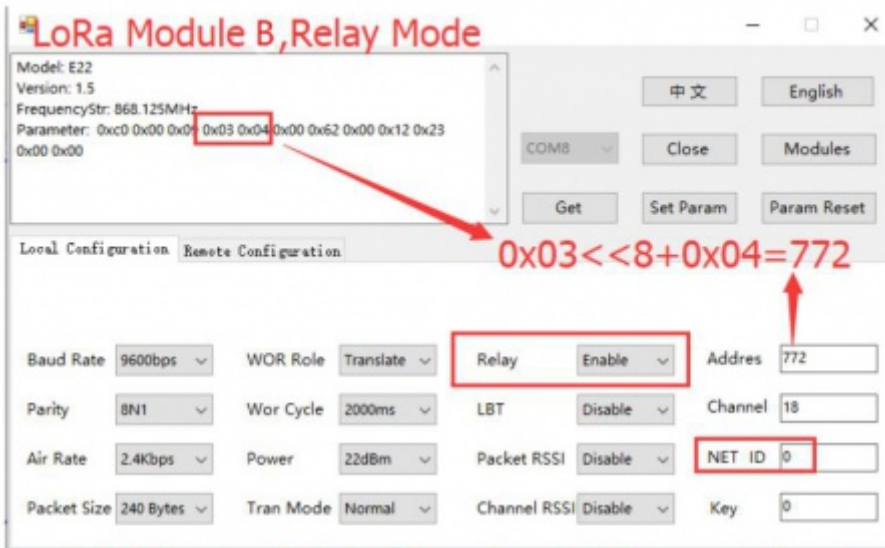 LoRa Module B,Relay Mode
Model: E22
Version: 1.5
FrequencyStr: 868.125MHz
Parameter: 0xc0 0x00 0x09 0x03 0x04 0x00 0x62 0x00 0x12 0x23
0x00 0x00
中文 English
COM8 Close Modules
Get Set Param Param Reset
Local Configuration Remote Configuration
0x03<<8+0x04=772
Baud Rate 9600bps WOR Role Translate Relay Enable Addres 772
Parity 8N1 Wor Cycle 2000ms LBT Disable Channel 18
Air Rate 2.4Kbps Power 22dBm Packet RSSI Disable NET ID 0
Packet Size 240 Bytes Tran Mode Normal Channel RSSI Disable Key 0